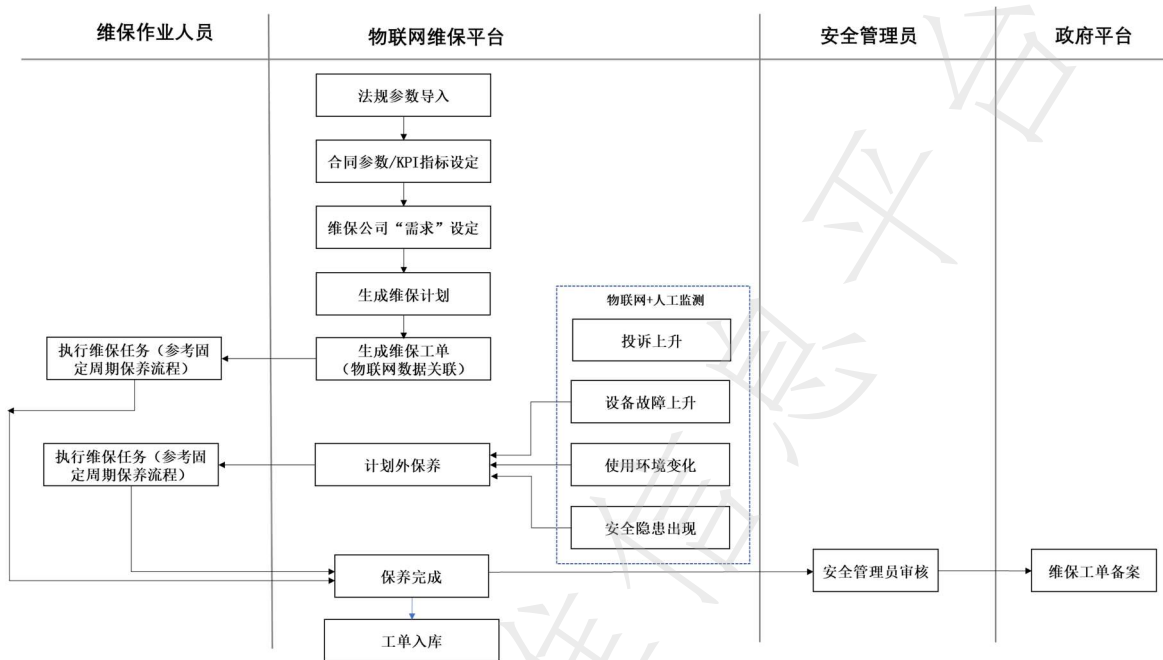 维保作业人员
物联网维保平台
安全管理员
政府平台
法规参数导入
合同参数/KPI指标设定
维保公司“需求”设定
生成维保计划
物联网+人工监测
投诉上升
执行维保任务（参考固
定周期保养流程）
生成维保工单
（物联网数据关联）
设备故障上升
执行维保任务（参考固
定周期保养流程）
计划外保养
使用环境变化
安全隐患出现
保养完成
安全管理员审核
维保工单备案
工单入库
准信息平台